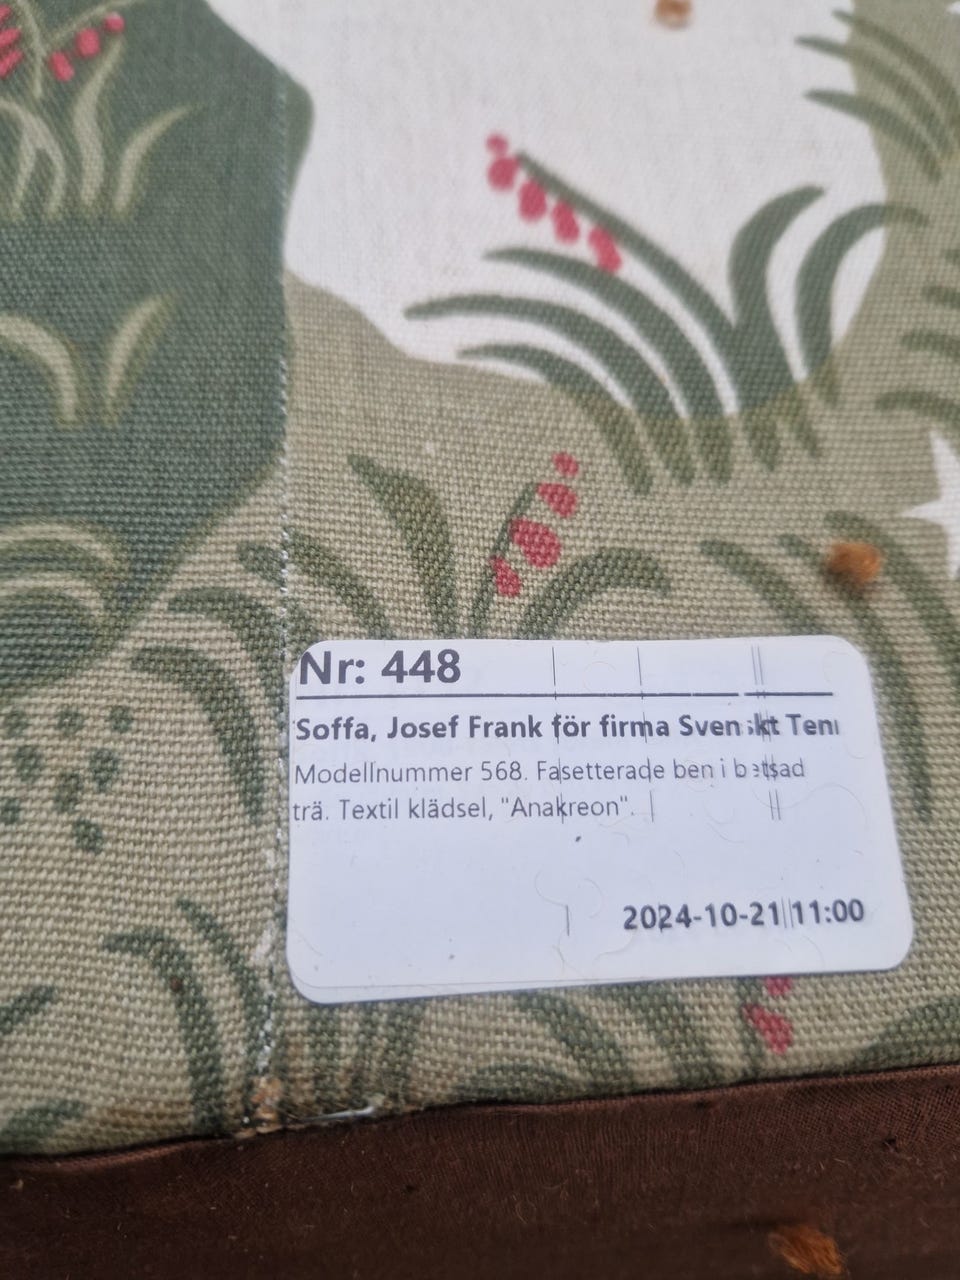 Nr: 448
Soffa, Josef Frank för firma Svenskt Ten
Modellnummer 568. Fasetterade ben i betsad
trä. Textil klädsel, "Anakreon".
2024-10-21 11:00